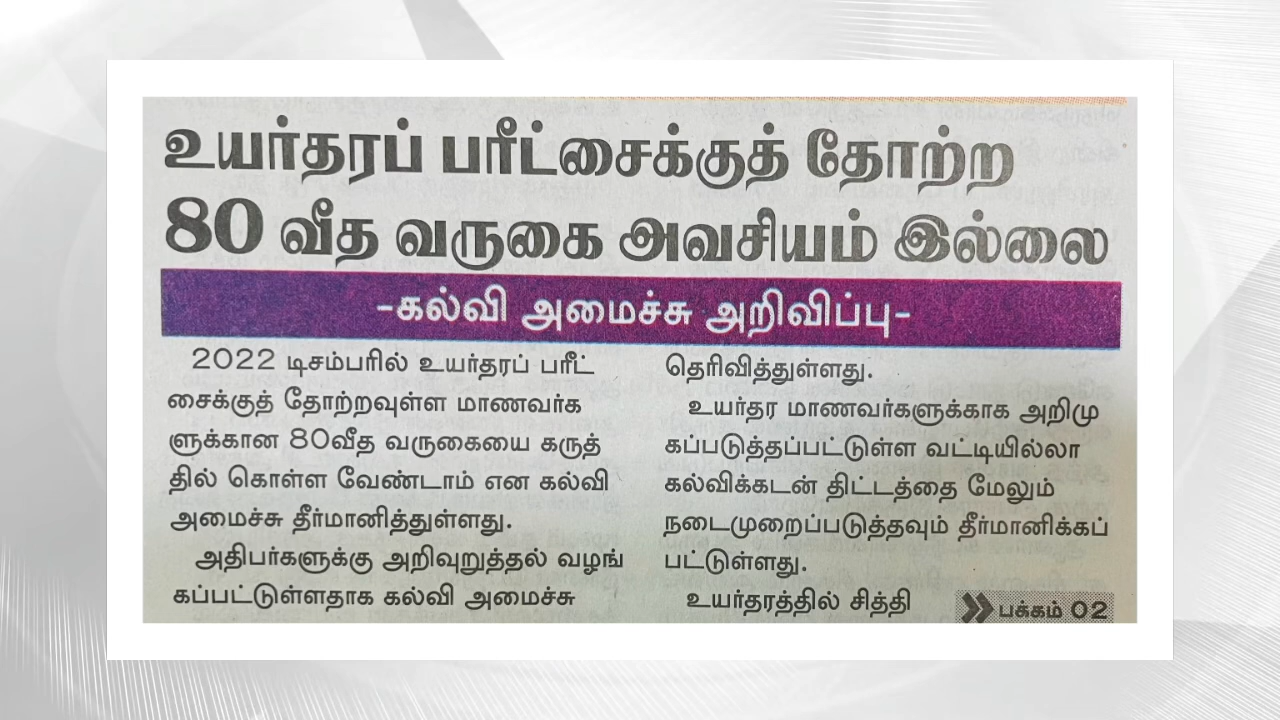 உயர்தரப் பரீட்சைக்குத் தோற்ற
80 வீத வருகை அவசியம் இல்லை
-கல்வி அமைச்சு அறிவிப்பு-
2022 டிசம்பரில் உயர்தரப் பரீட்
சைக்குத் தோற்றவுள்ள மாணவர்க
ளுக்கான 80வீத வருகையை கருத்
தில் கொள்ள வேண்டாம் என கல்வி
அமைச்சு தீர்மானித்துள்ளது.
அதிபர்களுக்கு அறிவுறுத்தல் வழங்
கப்பட்டுள்ளதாக கல்வி அமைச்சு
தெரிவித்துள்ளது.
உயர்தர மாணவர்களுக்காக அறிமு
கப்படுத்தப்பட்டுள்ள வட்டியில்லா
கல்விக்கடன் திட்டத்தை மேலும்
நடைமுறைப்படுத்தவும் தீர்மானிக்கப்
பட்டுள்ளது.
உயர்தரத்தில் சித்தி
பக்கம் 02